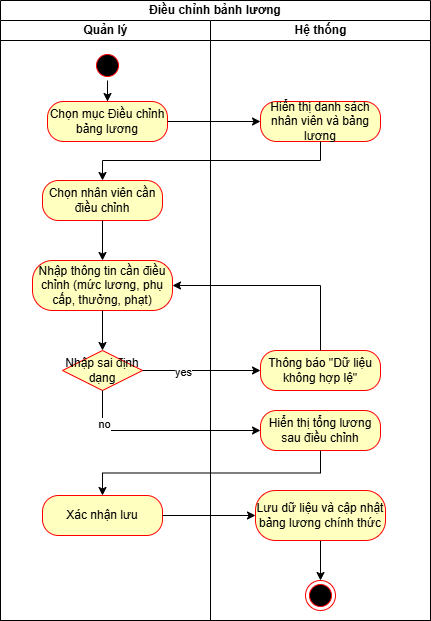 Điều chỉnh bảnh lương
Quản lý
Hệ thống
Chọn mục Điều chỉnh
bảng lương
Hiển thị danh sách
nhân viên và bảng
lương
Chọn nhân viên cần
điều chỉnh
Nhập thông tin cần điều
chỉnh (mức lương, phụ
cấp, thưởng, phạt)
Nhập sai định
dạng
yes
Thông báo "Dữ liệu
không hợp lệ"
no
Hiển thị tổng lương
sau điều chỉnh
Xác nhận lưu
Lưu dữ liệu và cập nhật
bảng lương chính thức